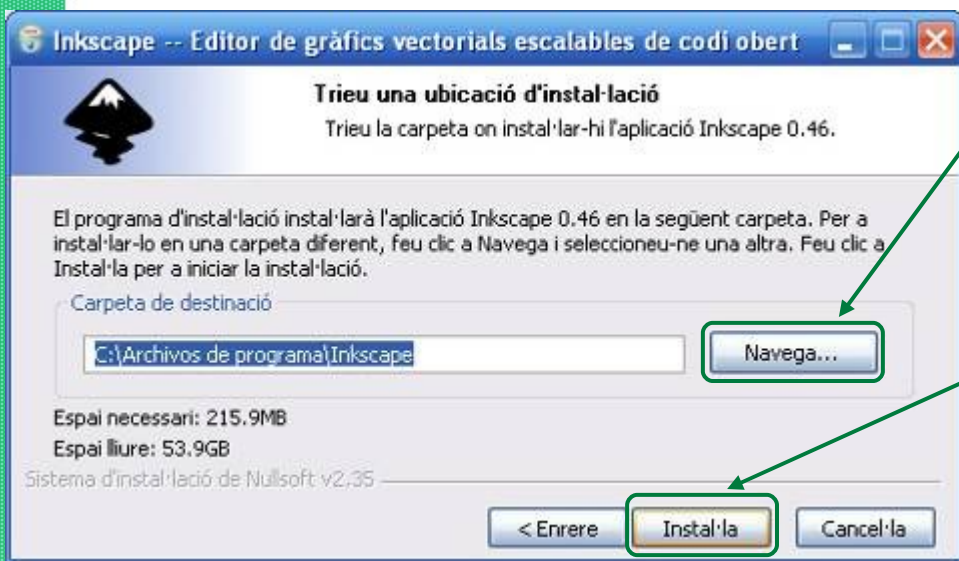 Inkscape -- Editor de gràfics vectorials escalables de codi obert
Trieu una ubicació d'instal·lació
Trieu la carpeta on instal·lar-hi l'aplicació Inkscape 0.46.
El programa d'instal·lació instal·larà l'aplicació Inkscape 0.46 en la següent carpeta. Per a
instal·lar-lo en una carpeta diferent, feu clic a Navega i seleccioneu-ne una altra. Feu clic a
Instal·la per a iniciar la instal·lació.
Carpeta de destinació
C:\Archivos de programa\Inkscape
Navega...
Espai necessari: 215.9MB
Espai lliure: 53.9GB
Sistema d'instal·lació de Nullsoft v2.35
< Enrere Instal·la Cancel·la